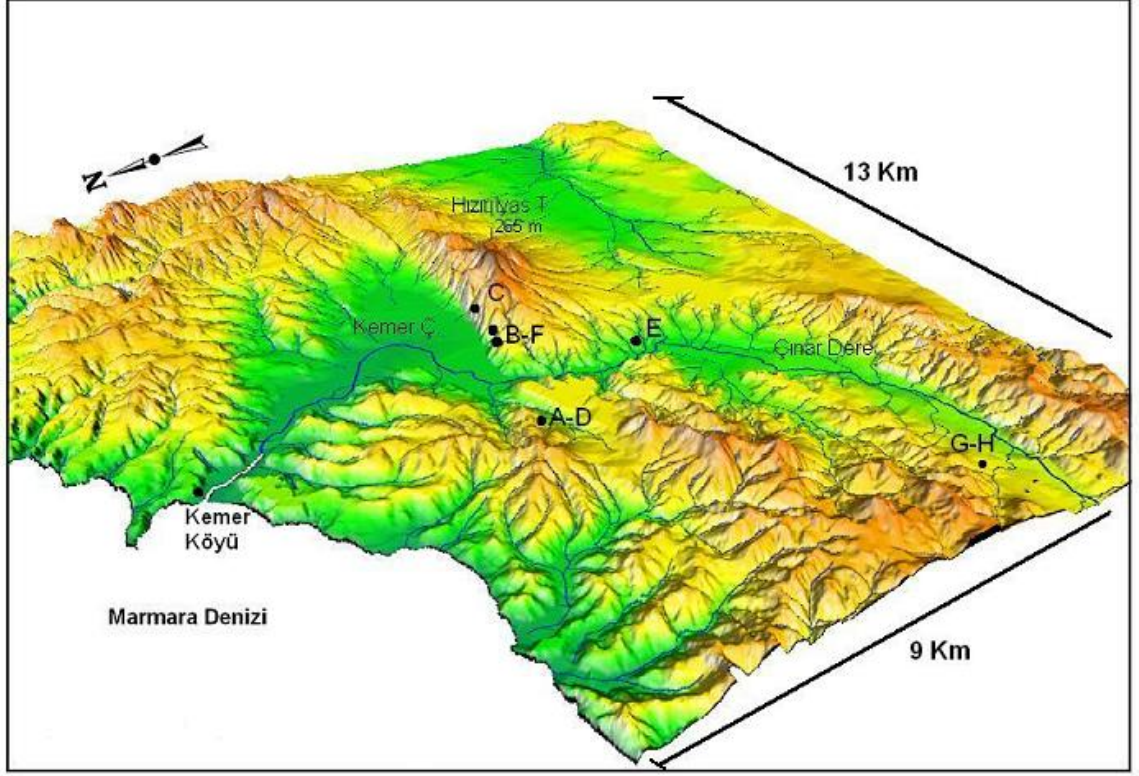 13 Km
N
Hızırilyas T
265 m
C
Kemer Ç
B-F
E
Çınar Dere
A-D
G-H
Kemer
Köyü
Marmara Denizi
9 Km